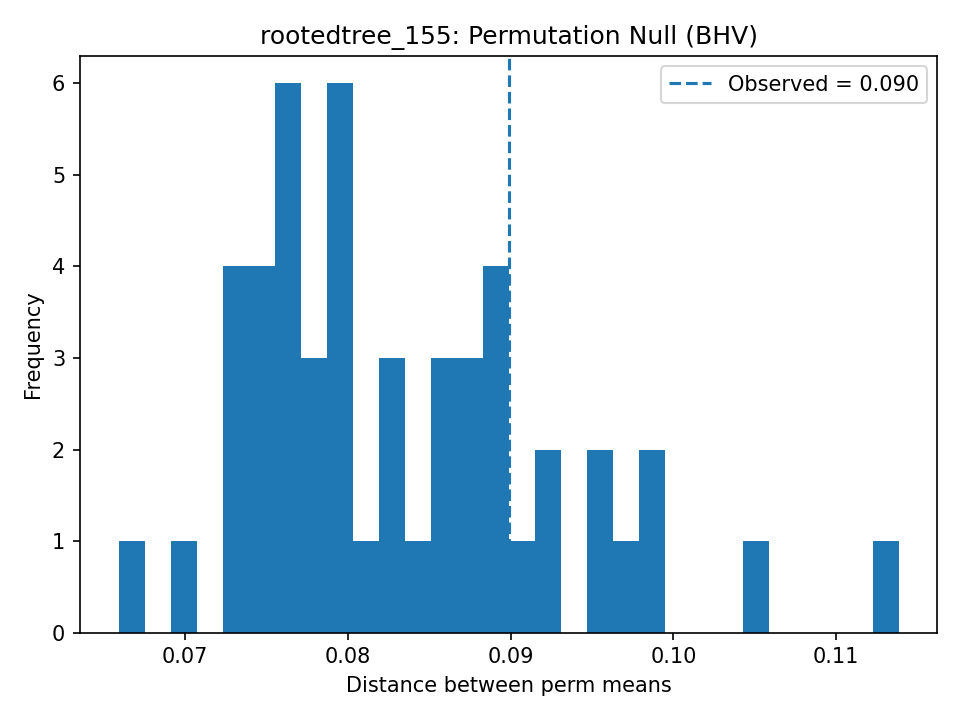 rootedtree_155: Permutation Null (BHV)
Observed = 0.090
Frequency
6
5
4
3
2
1
0
0.07 0.08 0.09 0.10 0.11
Distance between perm means